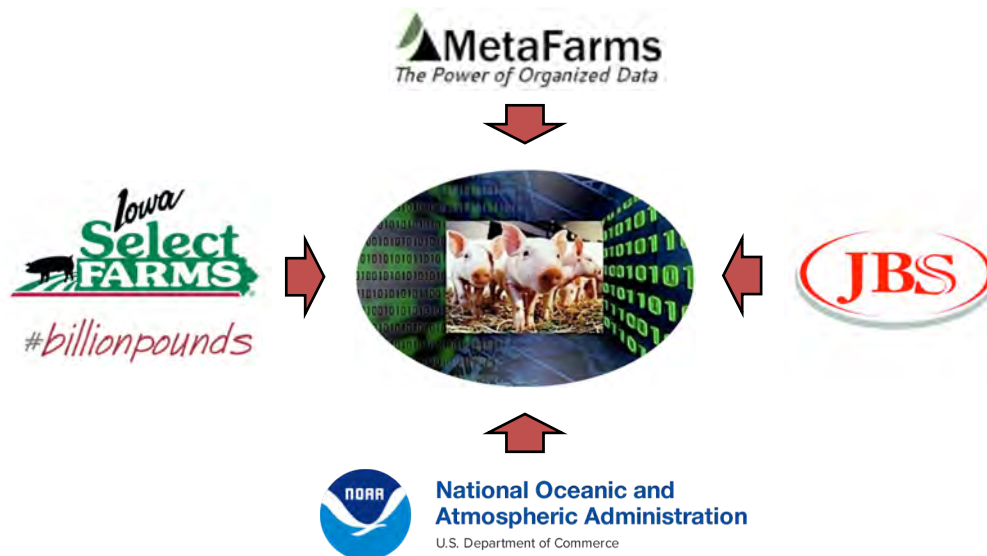 MetaFarms
The Power of Organized Data
Iowa
Select
FARMS
#billionpounds
JBS
NOAA
National Oceanic and
Atmospheric Administration
U.S. Department of Commerce